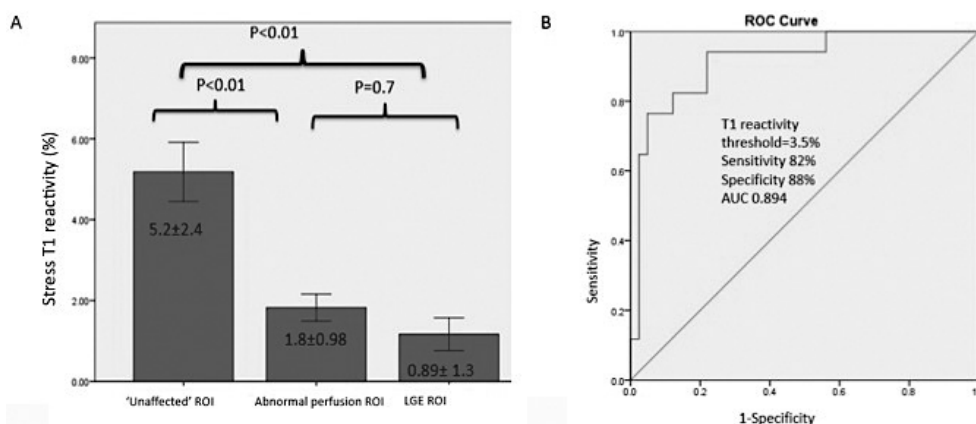 A
P<0.01
P<0.01
P=0.7
8.00
6.00
4.00
2.00
0.00
Stress T1 reactivity (%)
5.2±2.4
1.8±0.98
0.89± 1.3
'Unaffected' ROI
Abnormal perfusion ROI
LGE ROI
B
ROC Curve
1.0
0.8
0.6
0.4
0.2
0.0
Sensitivity
T1 reactivity
threshold=3.5%
Sensitivity 82%
Specificity 88%
AUC 0.894
0.0
0.2
0.4
0.6
0.8
1
1-Specificity